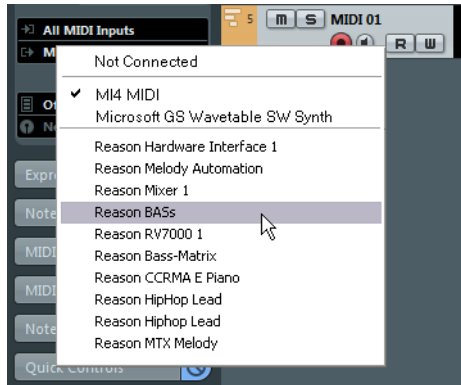 All MIDI Inputs
5 M S MIDI 01
R W
Not Connected
✔ MI4 MIDI
Microsoft GS Wavetable SW Synth
Reason Hardware Interface 1
Reason Melody Automation
Reason Mixer 1
Reason BASs
Reason RV7000 1
Reason Bass-Matrix
Reason CCRMA E Piano
Reason HipHop Lead
Reason Hiphop Lead
Reason MTX Melody
MIDI
MIDI
Quick Controls